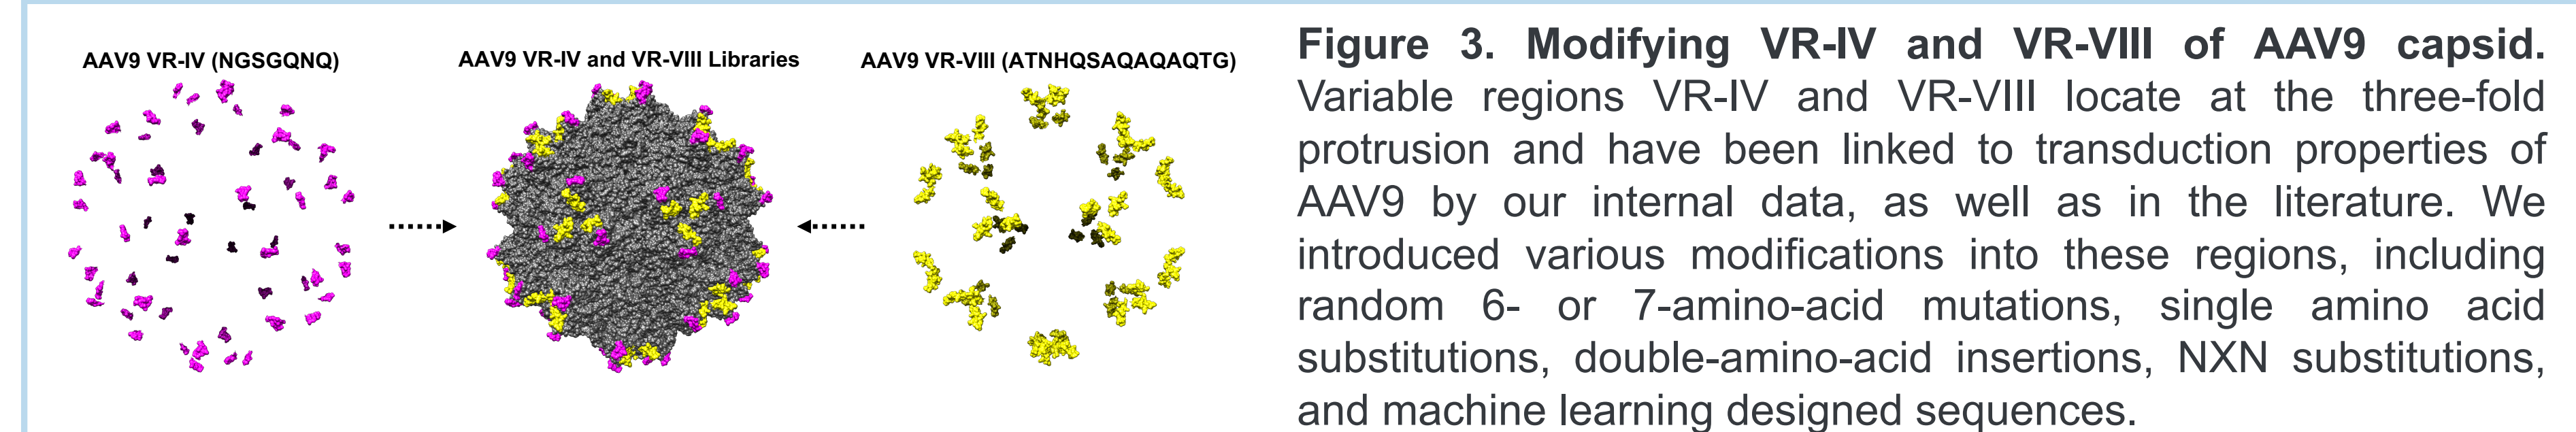 AAV9 VR-IV (NGSGQNQ)
AAV9 VR-IV and VR-VIII Libraries
AAV9 VR-VIII (ATNHQSAQAQAQTG)
Figure 3. Modifying VR-IV and VR-VIII of AAV9 capsid.
Variable regions VR-IV and VR-VIII locate at the three-fold
protrusion and have been linked to transduction properties of
AAV9 by our internal data, as well as in the literature. We
introduced various modifications into these regions, including
random 6- or 7-amino-acid mutations, single amino acid
substitutions, double-amino-acid insertions, NXN substitutions,
and machine learning designed sequences.